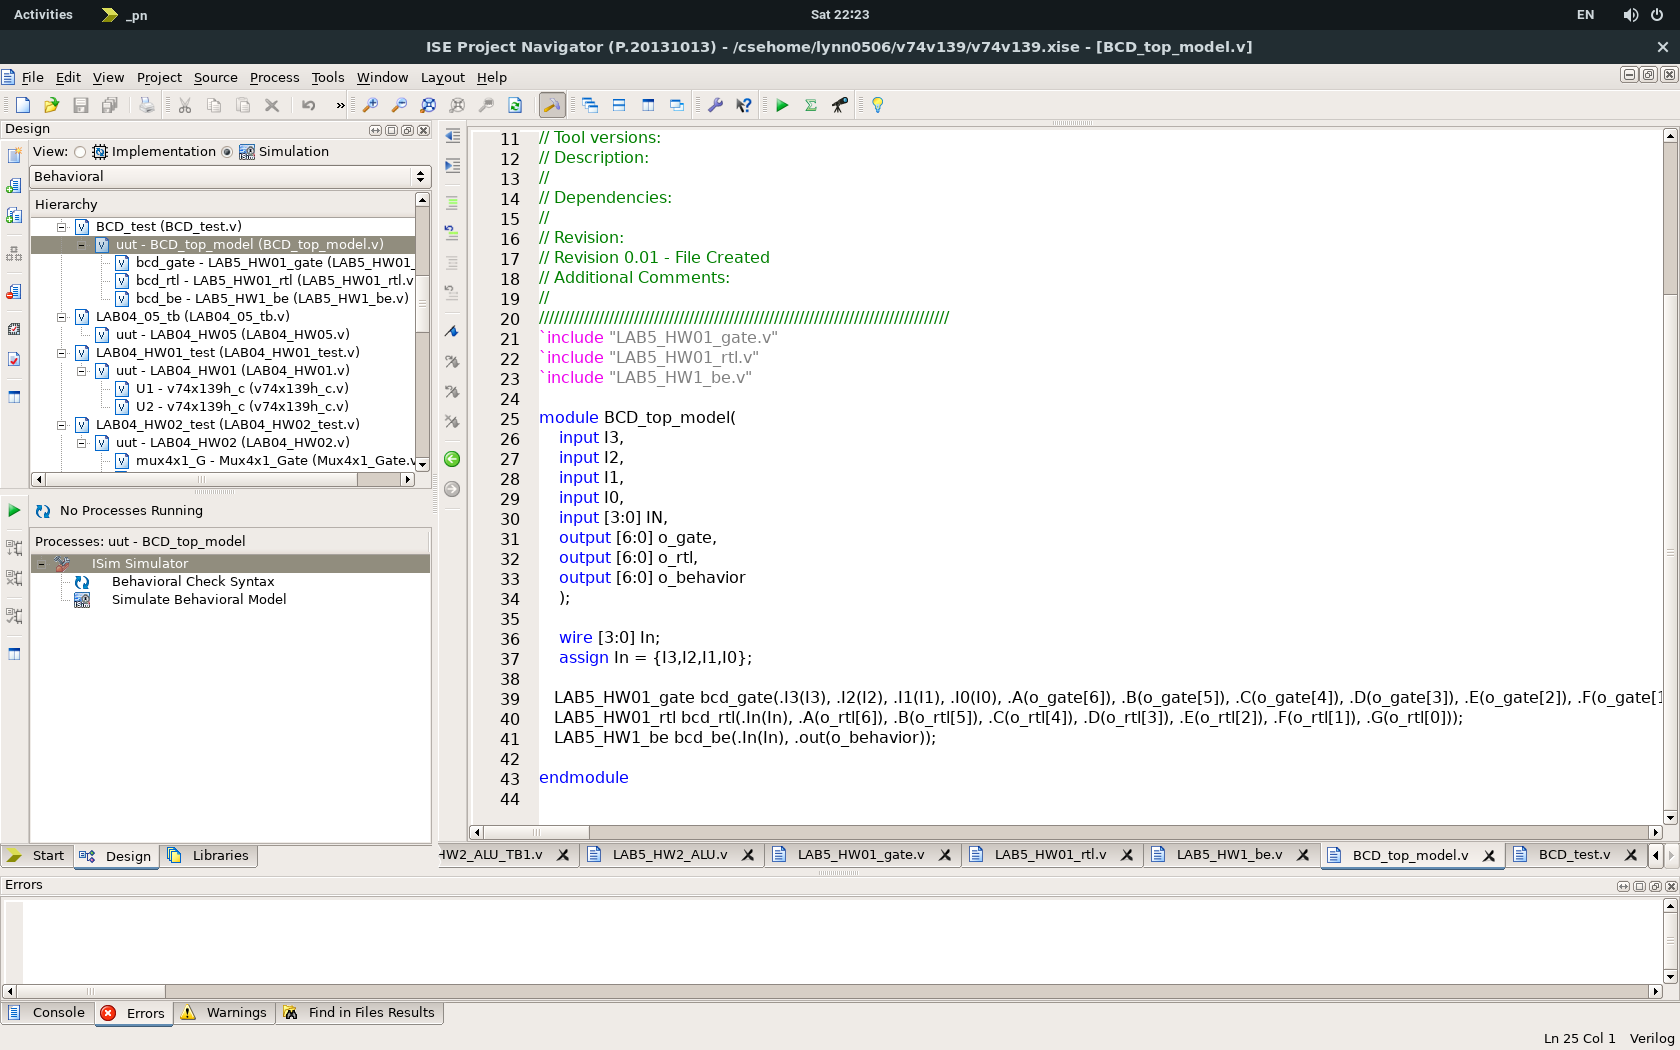 Activities
_pn
Sat 22:23
EN
ISE Project Navigator (P.20131013) - /csehome/lynn0506/v74v139/v74v139.xise - [BCD_top_model.v]
File Edit View Project Source Process Tools Window Layout Help
»
Design
View: Implementation Simulation
Behavioral
Hierarchy
BCD_test (BCD_test.v)
uut - BCD_top_model (BCD_top_model.v)
bcd_gate - LAB5_HW01_gate (LAB5_HW01_
bcd_rtl - LAB5_HW01_rtl (LAB5_HW01_rtl.v
bcd_be - LAB5_HW1_be (LAB5_HW1_be.v)
LAB04_05_tb (LAB04_05_tb.v)
uut - LAB04_HW05 (LAB04_HW05.v)
LAB04_HW01_test (LAB04_HW01_test.v)
uut - LAB04_HW01 (LAB04_HW01.v)
U1 - v74x139h_c (v74x139h_c.v)
U2 - v74x139h_c (v74x139h_c.v)
LAB04_HW02_test (LAB04_HW02_test.v)
uut - LAB04_HW02 (LAB04_HW02.v)
mux4x1_G - Mux4x1_Gate (Mux4x1_Gate.v
No Processes Running
Processes: uut - BCD_top_model
ISim Simulator
Behavioral Check Syntax
Simulate Behavioral Model
Start
Design
Libraries
11 // Tool versions:
12 // Description:
13 //
14 // Dependencies:
15 //
16 // Revision:
17 // Revision 0.01 - File Created
18 // Additional Comments:
19 //
20 //////////////////////////////////////////////////////////////////////////////////
21 `include "LAB5_HW01_gate.v"
22 `include "LAB5_HW01_rtl.v"
23 `include "LAB5_HW1_be.v"
24
25 module BCD_top_model(
26 input I3,
27 input I2,
28 input I1,
29 input I0,
30 input [3:0] IN,
31 output [6:0] o_gate,
32 output [6:0] o_rtl,
33 output [6:0] o_behavior
34 );
35
36 wire [3:0] In;
37 assign In = {I3,I2,I1,I0};
38
39 LAB5_HW01_gate bcd_gate(.I3(I3), .I2(I2), .I1(I1), .I0(I0), .A(o_gate[6]), .B(o_gate[5]), .C(o_gate[4]), .D(o_gate[3]), .E(o_gate[2]), .F(o_gate[1
40 LAB5_HW01_rtl bcd_rtl(.In(In), .A(o_rtl[6]), .B(o_rtl[5]), .C(o_rtl[4]), .D(o_rtl[3]), .E(o_rtl[2]), .F(o_rtl[1]), .G(o_rtl[0]));
41 LAB5_HW1_be bcd_be(.In(In), .out(o_behavior));
42
43 endmodule
44
HW2_ALU_TB1.v
LAB5_HW2_ALU.v
LAB5_HW01_gate.v
LAB5_HW01_rtl.v
LAB5_HW1_be.v
BCD_top_model.v
BCD_test.v
Errors
Console
Errors
Warnings
Find in Files Results
Ln 25 Col 1 Verilog